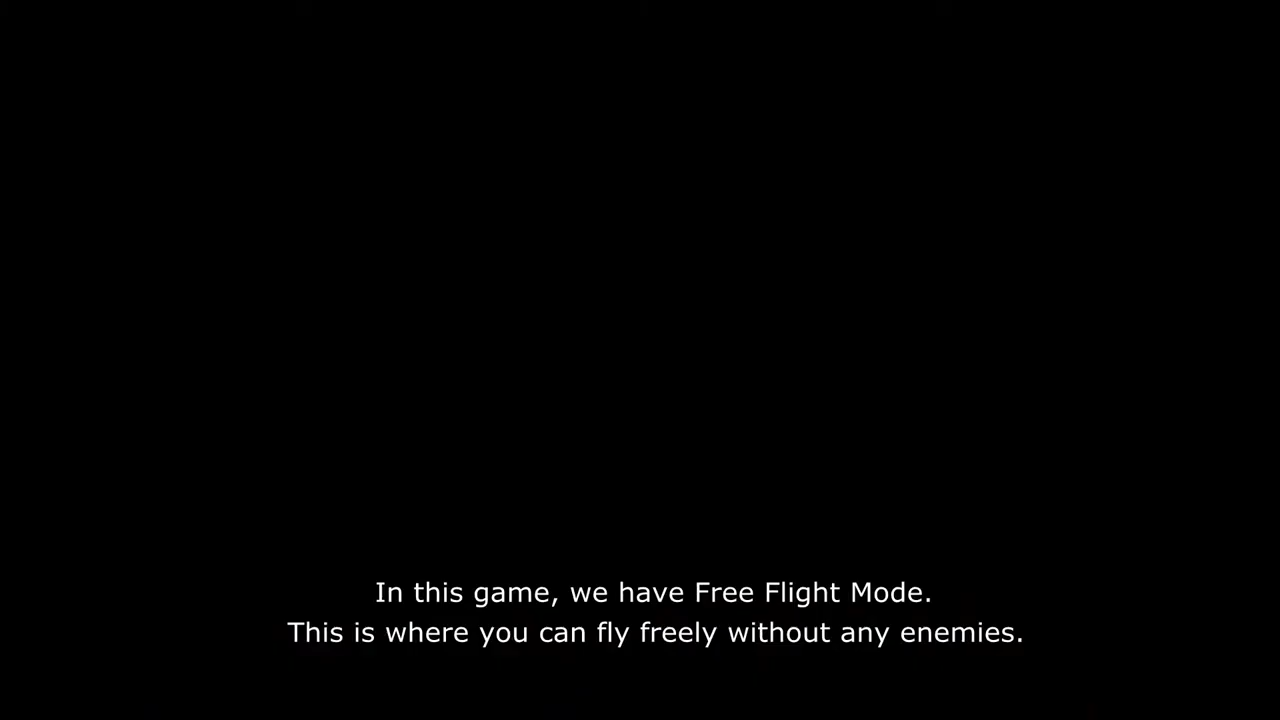 In this game, we have Free Flight Mode.
This is where you can fly freely without any enemies.